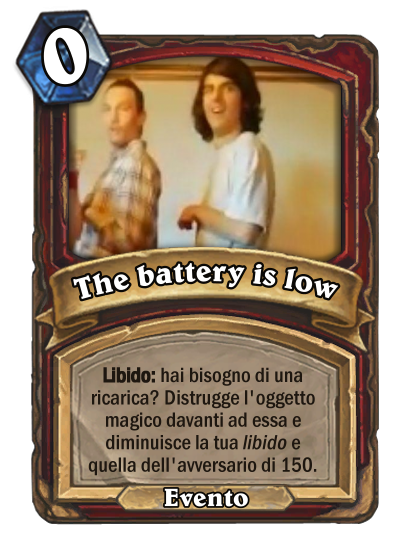 0
The battery is low
Libido: hai bisogno di una
ricarica? Distrugge l'oggetto
magico davanti ad essa e
diminuisce la tua libido e
quella dell'avversario di 150.
Evento